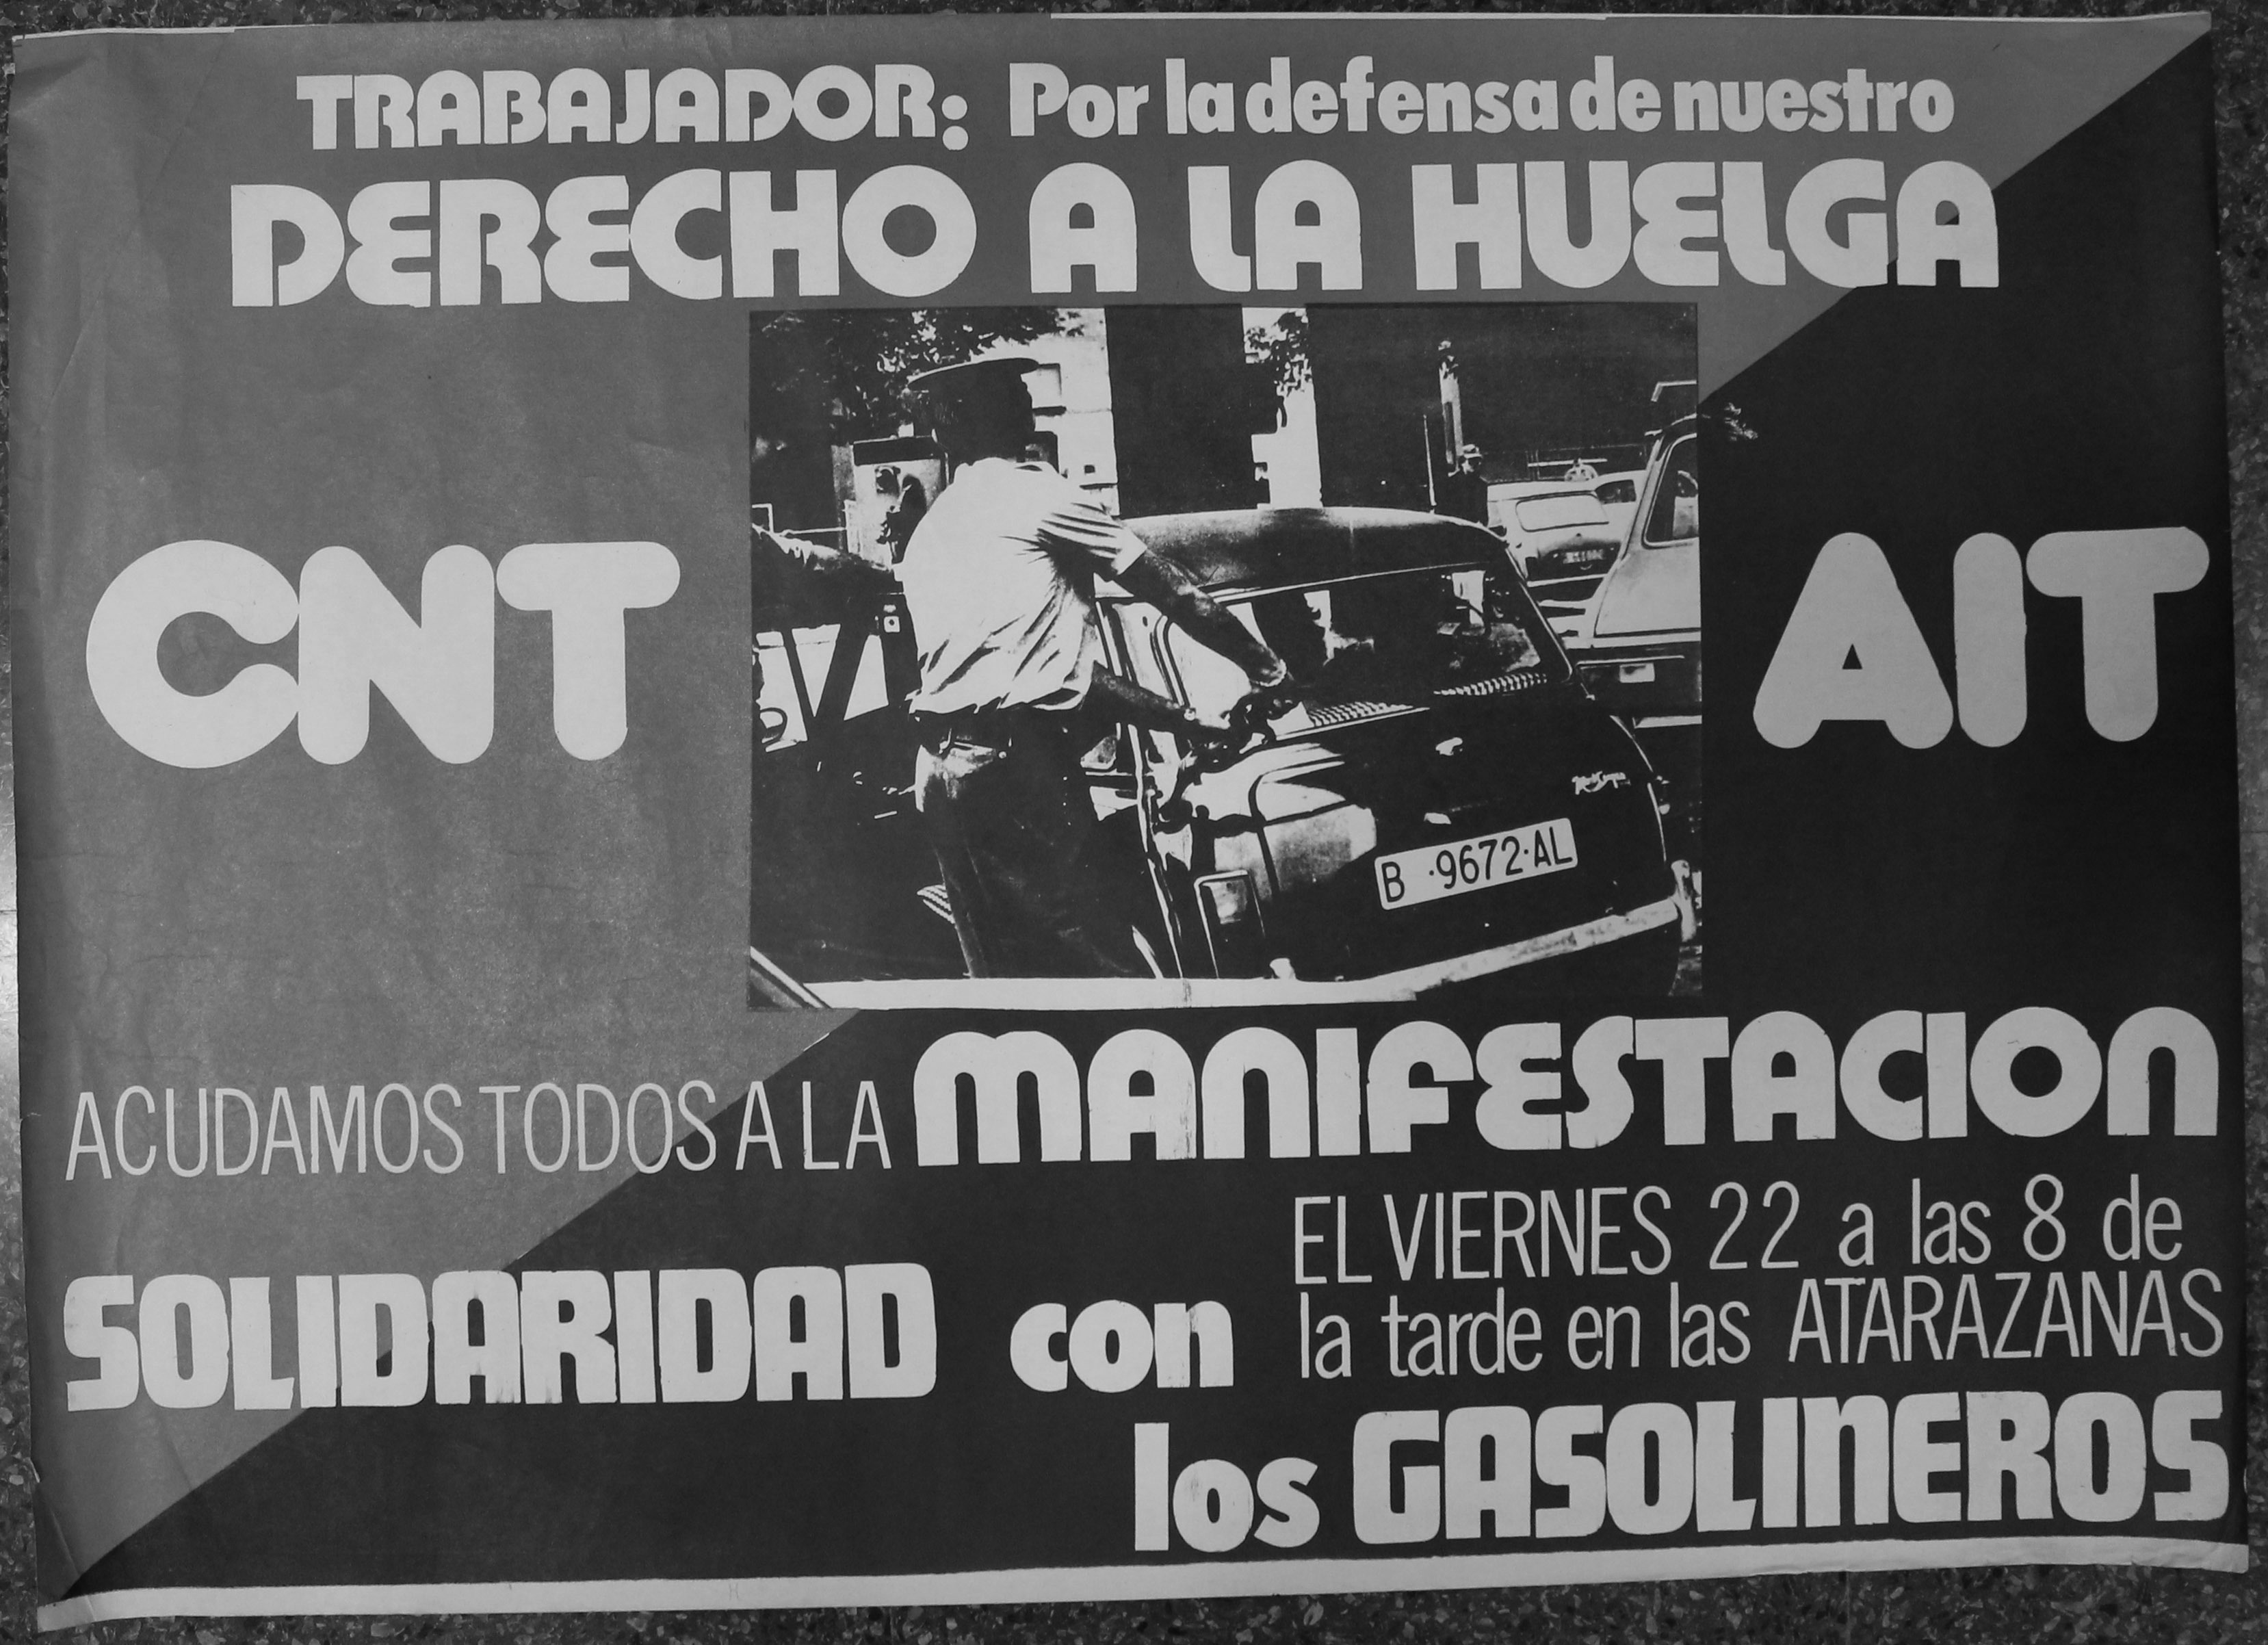 TRABAJADOR: Por la defensa de nuestro
DERECHO A LA HUELGA
CNT
AIT
B ·9672·AL
ACUDAMOS TODOS A LA MANIFESTACION
EL VIERNES 22 a las 8 de
la tarde en las ATARAZANAS
SOLIDARIDAD con
los GASOLINEROS